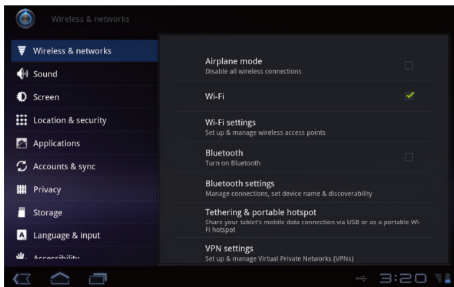 Wireless & networks
Wireless & networks
Sound
Screen
Location & security
Applications
Accounts & sync
Privacy
Storage
Language & input
Accessibility
Airplane mode
Disable all wireless connections
Wi-Fi
Wi-Fi settings
Set up & manage wireless access points
Bluetooth
Turn on Bluetooth
Bluetooth settings
Manage connections, set device name & discoverability
Tethering & portable hotspot
Share your tablet's mobile data connection via USB or as a portable Wi-
Fi hotspot
VPN settings
Set up & manage Virtual Private Networks (VPNs)
3:20